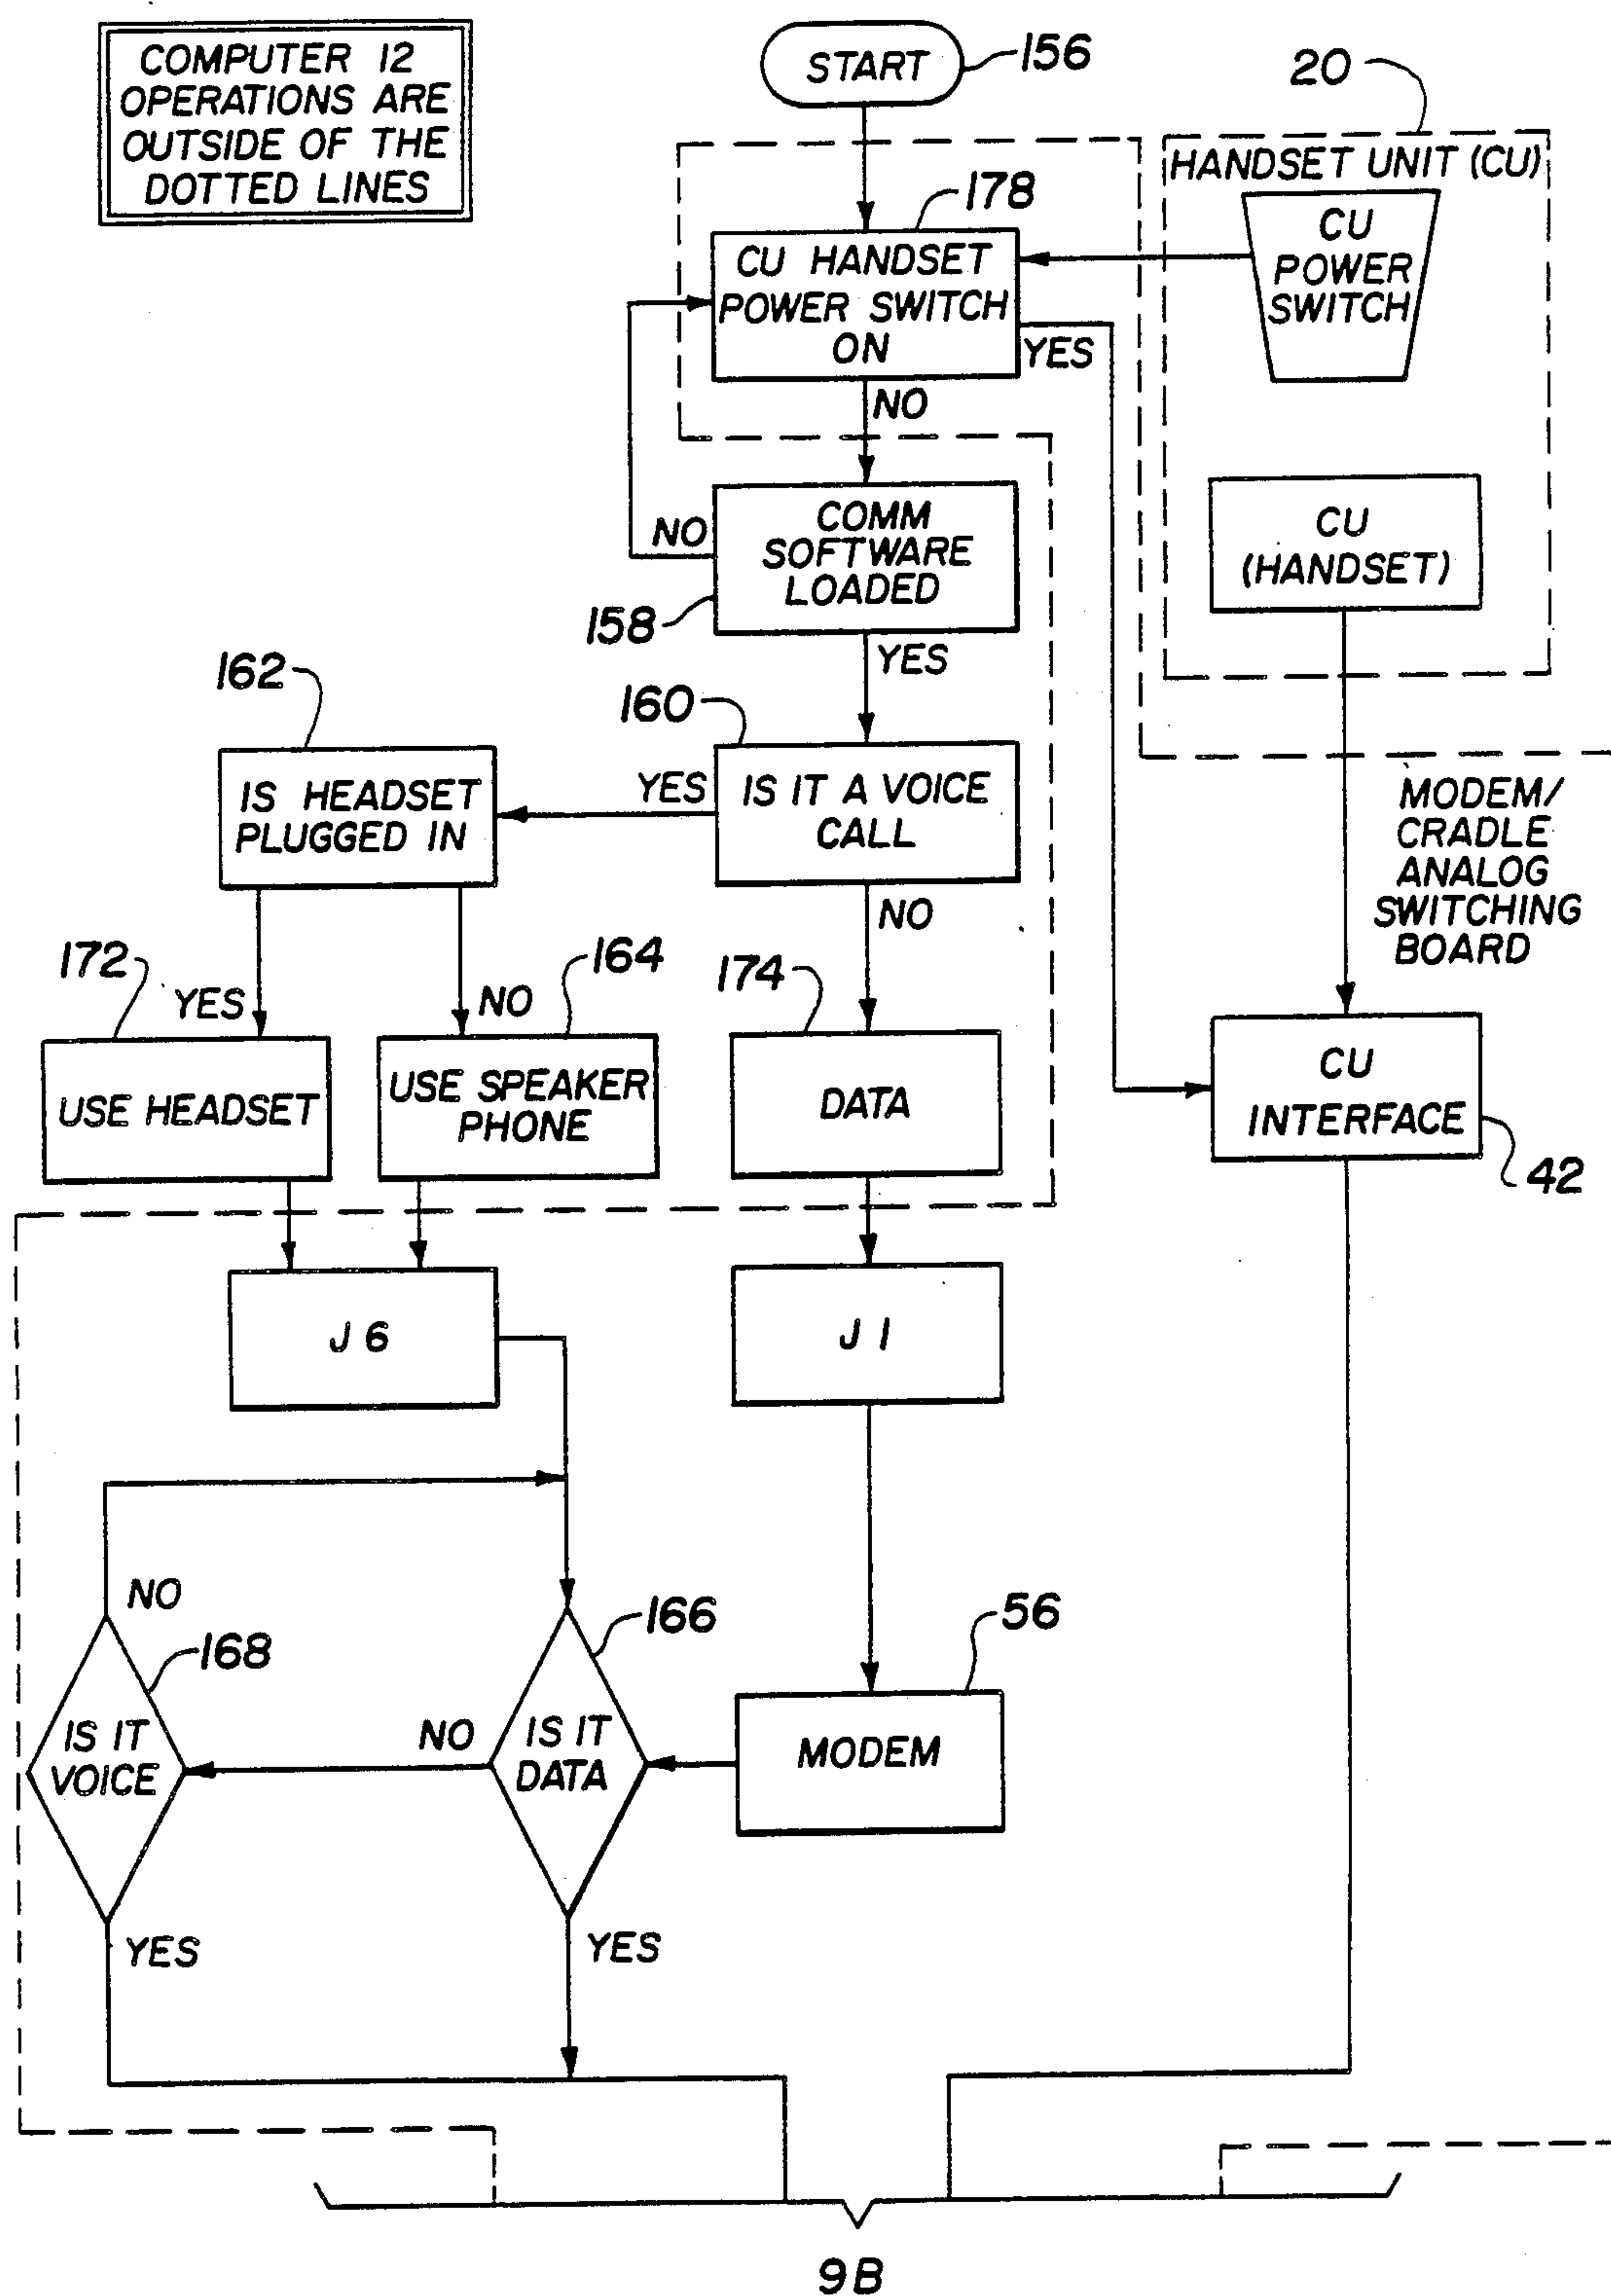 COMPUTER 12
OPERATIONS ARE
OUTSIDE OF THE
DOTTED LINES
START
156
20
HANDSET UNIT (CU)
CU
POWER
SWITCH
178
CU HANDSET
POWER SWITCH
ON
YES
NO
COMM
SOFTWARE
LOADED
NO
158
YES
CU
(HANDSET)
162
160
IS HEADSET
PLUGGED IN
YES
IS IT A VOICE
CALL
NO
MODEM/
CRADLE
ANALOG
SWITCHING
BOARD
172
YES
NO
164
174
USE HEADSET
USE SPEAKER
PHONE
DATA
CU
INTERFACE
42
J 6
J 1
NO
168
166
56
IS IT
VOICE
NO
IS IT
DATA
MODEM
YES
YES
9B